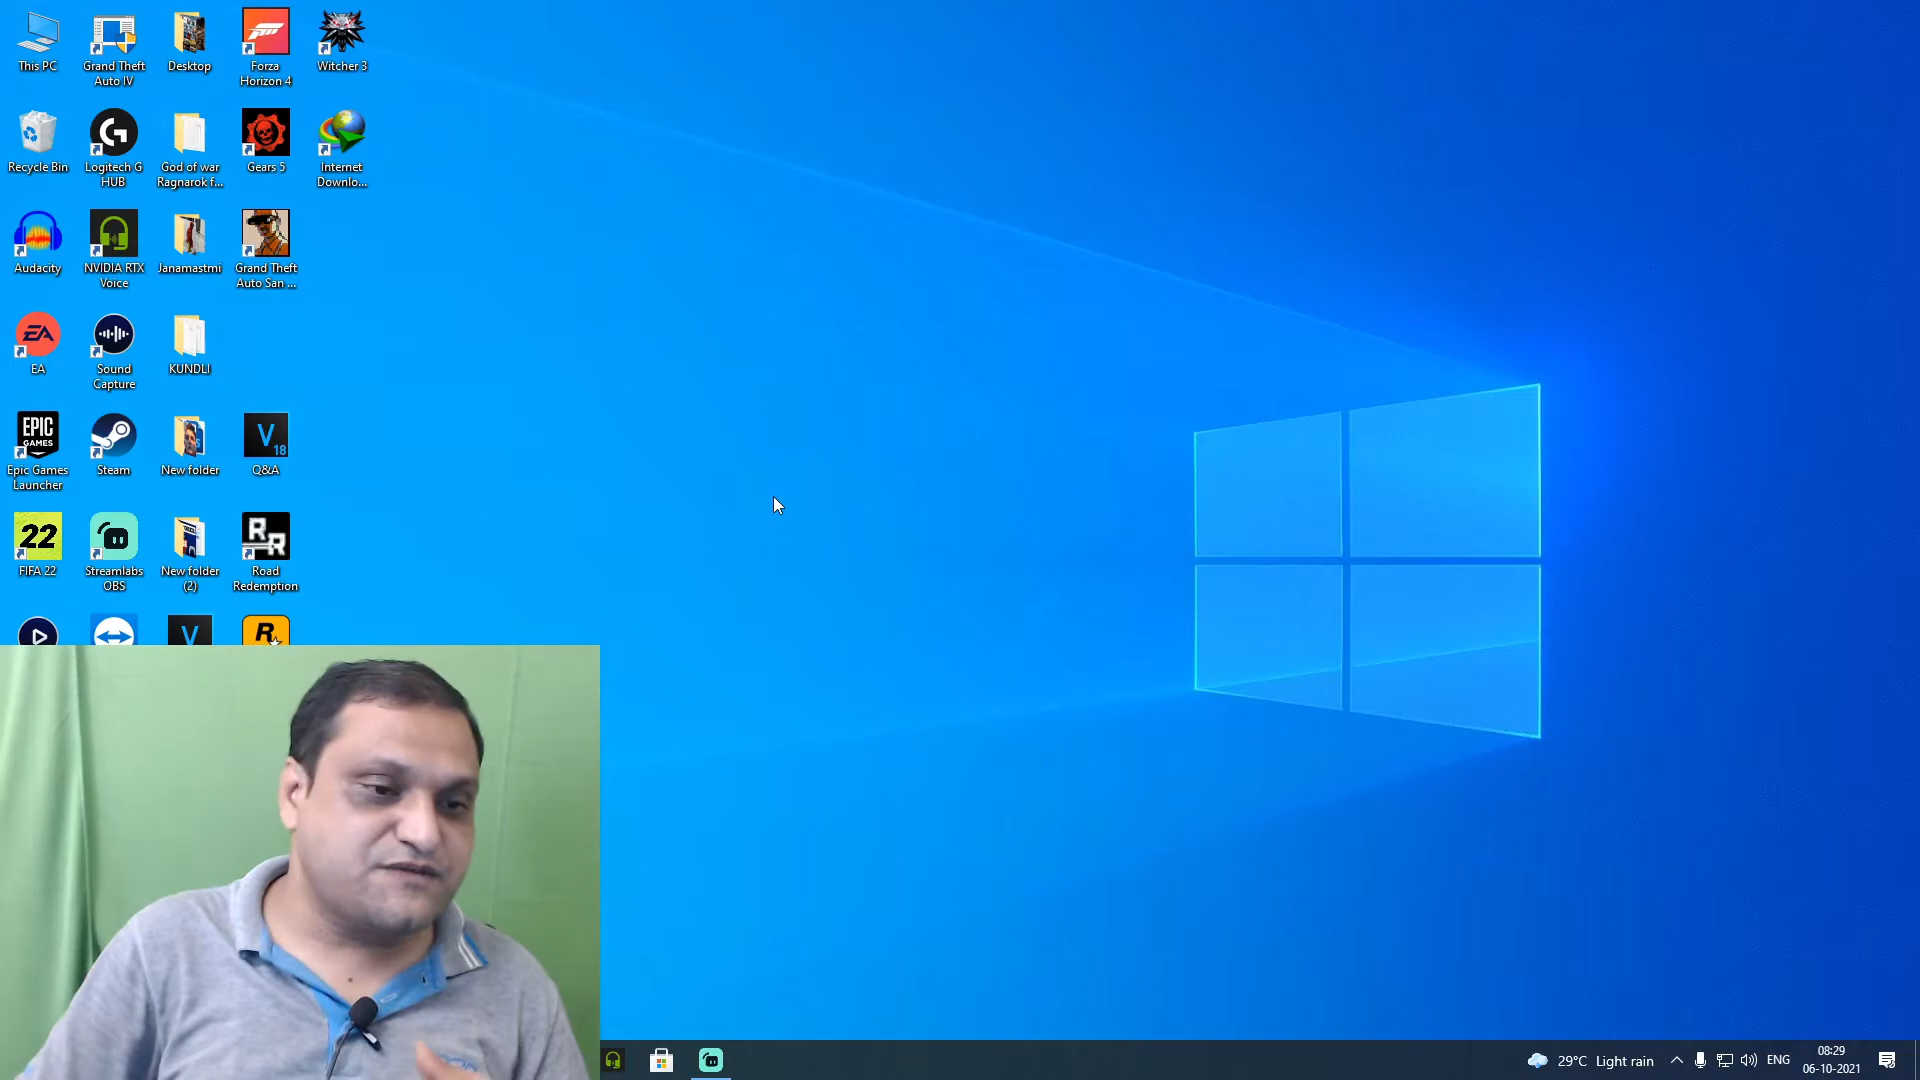 This PC
Grand Theft
Auto IV
Desktop
Forza
Horizon 4
Witcher 3
Recycle Bin
Logitech G
HUB
God of war
Ragnarok f...
Gears 5
Internet
Downlo...
Audacity
NVIDIA RTX
Voice
Janamastmi
Grand Theft
Auto San ...
EA
EA
Sound
Capture
KUNDLI
EPIC
GAMES
Epic Games
Launcher
Steam
New folder
V
18
Q&A
22
FIFA 22
Streamlabs
OBS
New folder
(2)
R
R
Road
Redemption
V
R
29°C Light rain
ENG
08:29
06-10-2021